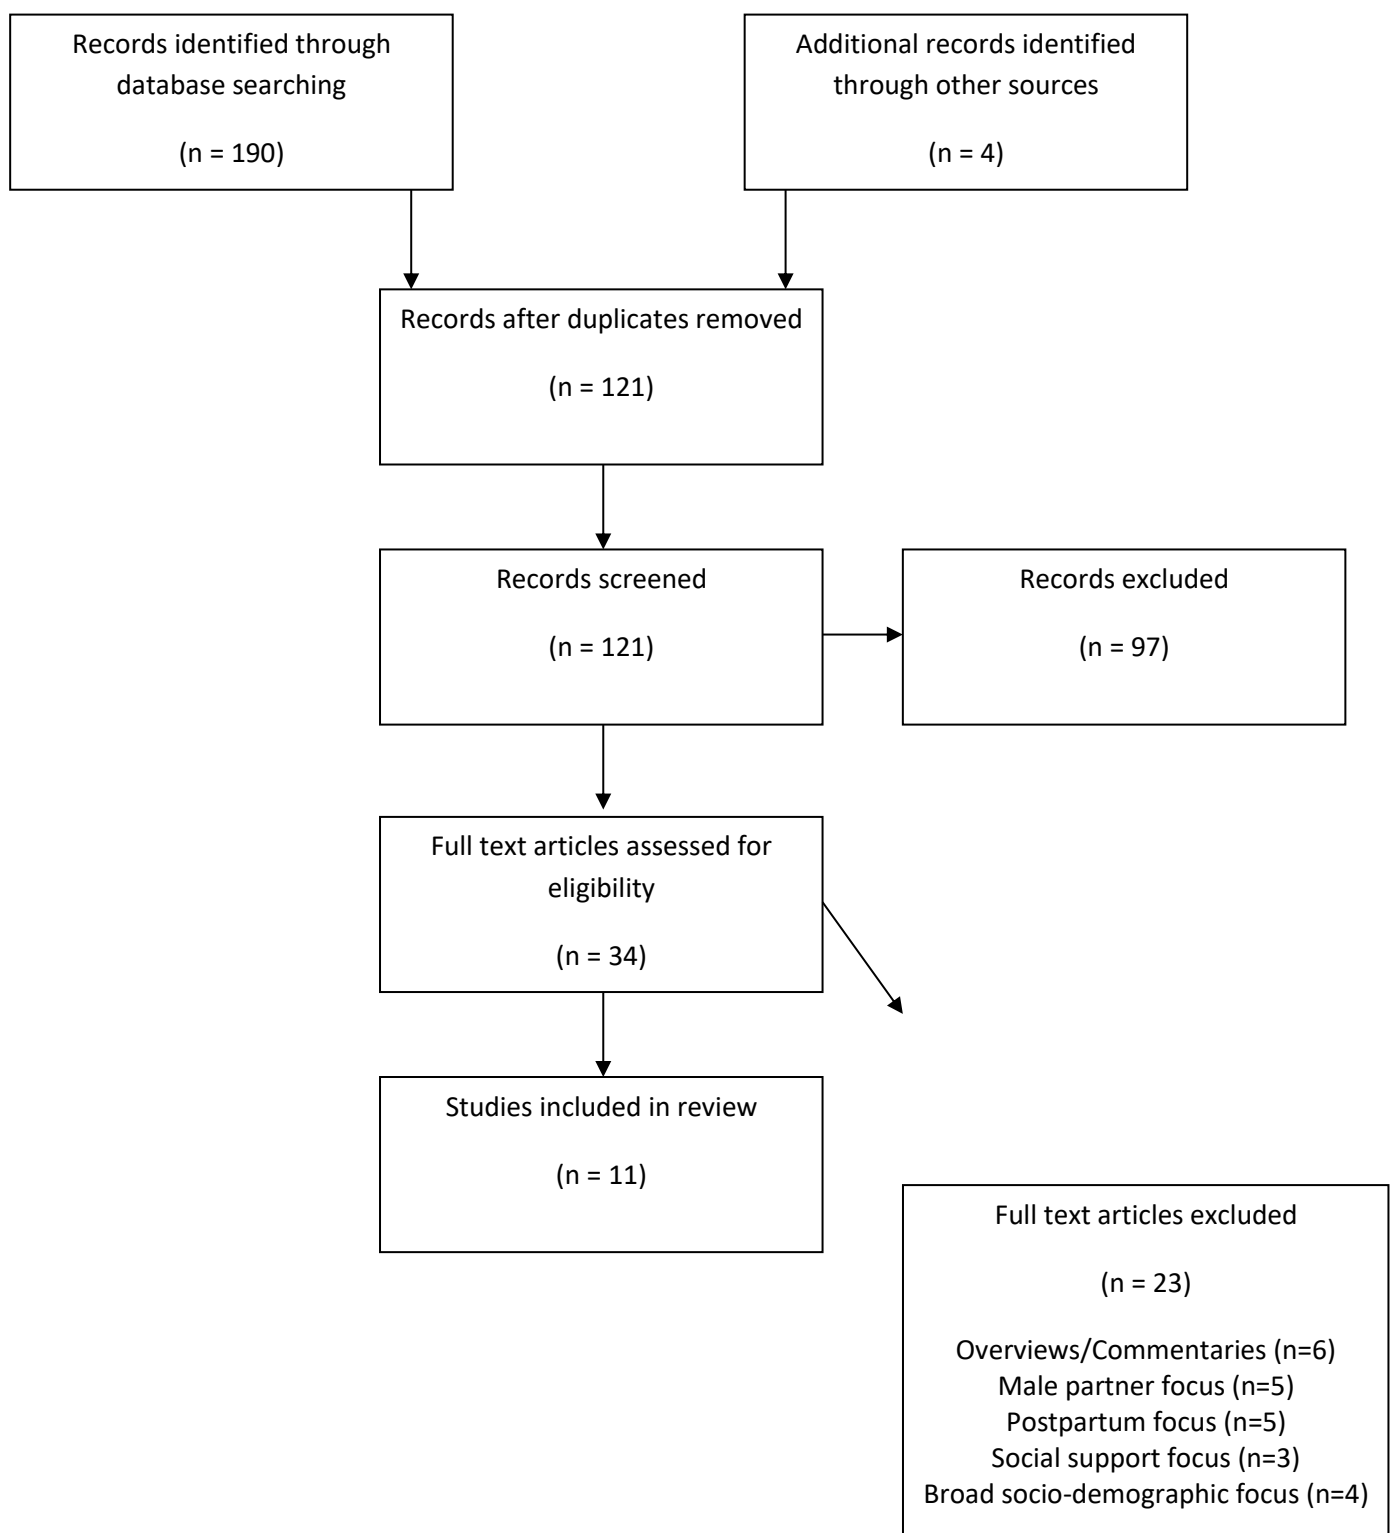 Records identified through
database searching
(n = 190)
Additional records identified
through other sources
(n = 4)
Records after duplicates removed
(n = 121)
Records screened
(n = 121)
Records excluded
(n = 97)
Full text articles assessed for
eligibility
(n = 34)
Studies included in review
(n = 11)
Full text articles excluded
(n = 23)
Overviews/Commentaries (n=6)
Male partner focus (n=5)
Postpartum focus (n=5)
Social support focus (n=3)
Broad socio-demographic focus (n=4)